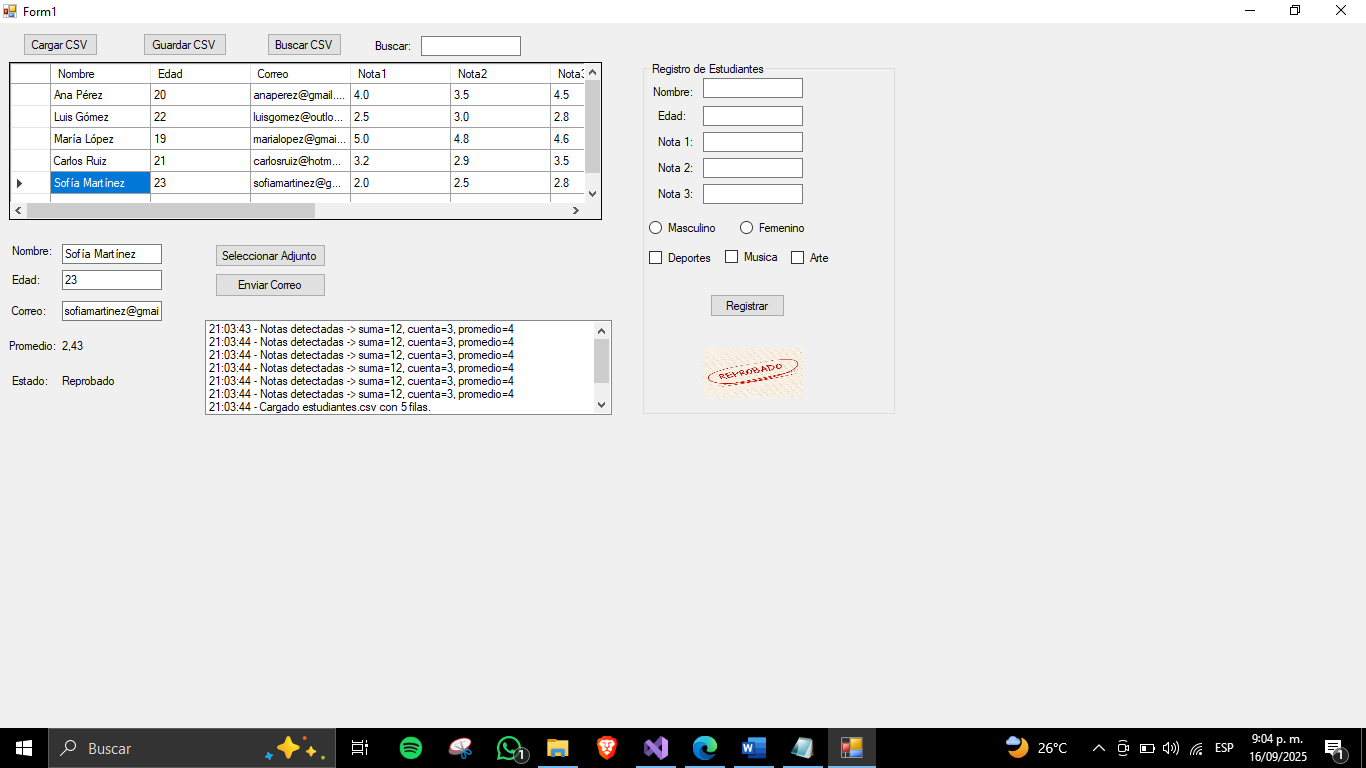 Form1
Cargar CSV Guardar CSV Buscar CSV Buscar:
Nombre Edad Correo Nota1 Nota2 Nota3
Ana Pérez 20 anaperez@gmail.... 4.0 3.5 4.5
Luis Gómez 22 luisgomez@outlo... 2.5 3.0 2.8
María López 19 marialopez@gmai... 5.0 4.8 4.6
Carlos Ruiz 21 carlosruiz@hotm... 3.2 2.9 3.5
Sofía Martínez 23 sofiamartinez@g... 2.0 2.5 2.8
Nombre: Sofía Martínez
Edad: 23
Correo: sofiamartinez@gmai
Promedio: 2,43
Estado: Reprobado
Seleccionar Adjunto
Enviar Correo
21:03:43 - Notas detectadas -> suma=12, cuenta=3, promedio=4
21:03:44 - Notas detectadas -> suma=12, cuenta=3, promedio=4
21:03:44 - Notas detectadas -> suma=12, cuenta=3, promedio=4
21:03:44 - Notas detectadas -> suma=12, cuenta=3, promedio=4
21:03:44 - Notas detectadas -> suma=12, cuenta=3, promedio=4
21:03:44 - Notas detectadas -> suma=12, cuenta=3, promedio=4
21:03:44 - Cargado estudiantes.csv con 5 filas.
Registro de Estudiantes
Nombre:
Edad:
Nota 1:
Nota 2:
Nota 3:
Masculino Femenino
Deportes Musica Arte
Registrar
REPROBADO
Buscar
1
26°C
ESP
9:04 p. m.
16/09/2025
1